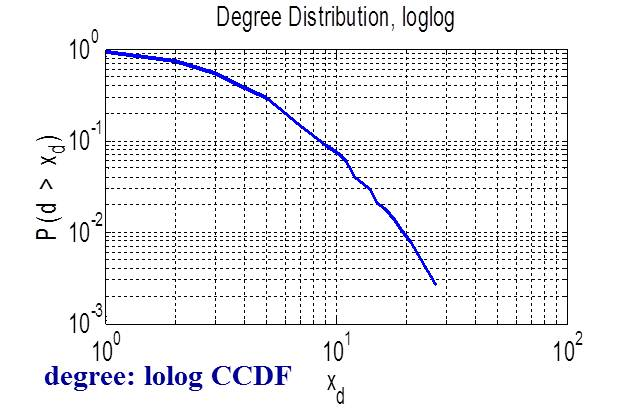 Degree Distribution, loglog
10^0
10^-1
10^-2
10^-3
P(d > x_d)
10^0
10^1
10^2
x_d
degree: lolog CCDF